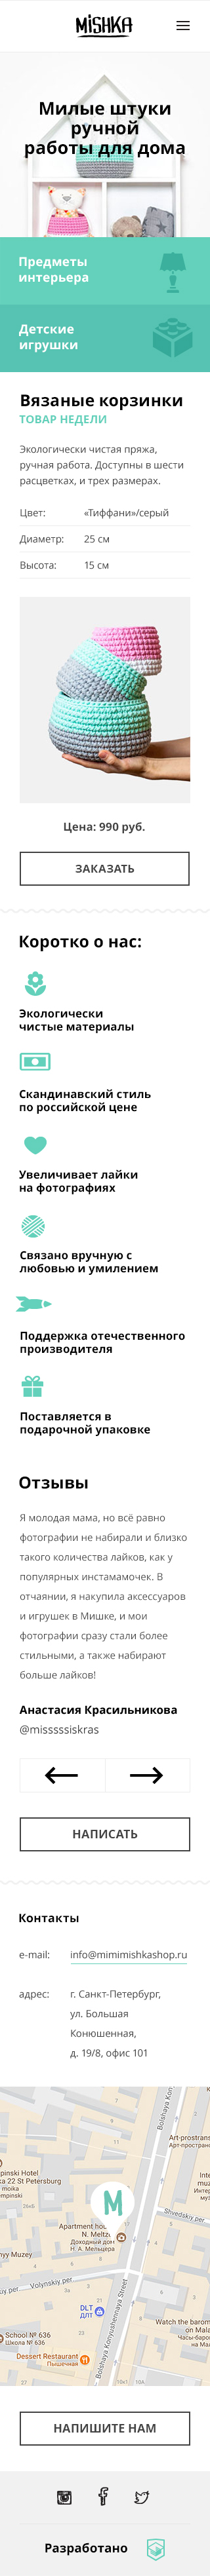 MiSHKA
Милые штуки
ручной
работы для дома
Предметы
интерьера
Детские
игрушки
Вязаные корзинки
ТОВАР НЕДЕЛИ
Экологически чистая пряжа,
ручная работа. Доступны в шести
расцветках, и трех размерах.
Цвет: «Тиффани»/серый
Диаметр: 25 см
Высота: 15 см
Цена: 990 руб.
ЗАКАЗАТЬ
Коротко о нас:
Экологически
чистые материалы
Скандинавский стиль
по российской цене
Увеличивает лайки
на фотографиях
Связано вручную с
любовью и умилением
Поддержка отечественного
производителя
Поставляется в
подарочной упаковке
Отзывы
Я молодая мама, но всё равно
фотографии не набирали и близко
такого количества лайков, как у
популярных инстамамочек. В
отчаянии, я накупила аксессуаров
и игрушек в Мишке, и мои
фотографии сразу стали более
стильными, а также набирают
больше лайков!
Анастасия Красильникова
@misssssiskras
НАПИСАТЬ
Контакты
e-mail: info@mimimishkashop.ru
адрес: г. Санкт-Петербург,
ул. Большая
Конюшенная,
д. 19/8, офис 101
Bolshaya Kon
Art-prostrans
Арт-пространс
pinski Hotel
a 22 St Petersburg
moika
mpinski
Shvedskiy per
M
Apartment hou
N. Meltze
Доходный дом
Н. А. Мельцера
yy Muzey
Volynskiy per
iy per
DLT
ДЛТ
Bolshaya Konyushennaya Street
School № 636
Школа № 636
Watch the barom
on Mala
Часы-баром
на Ма
Dessert Restaurant
Пышечная
НАПИШИТЕ НАМ
Разработано